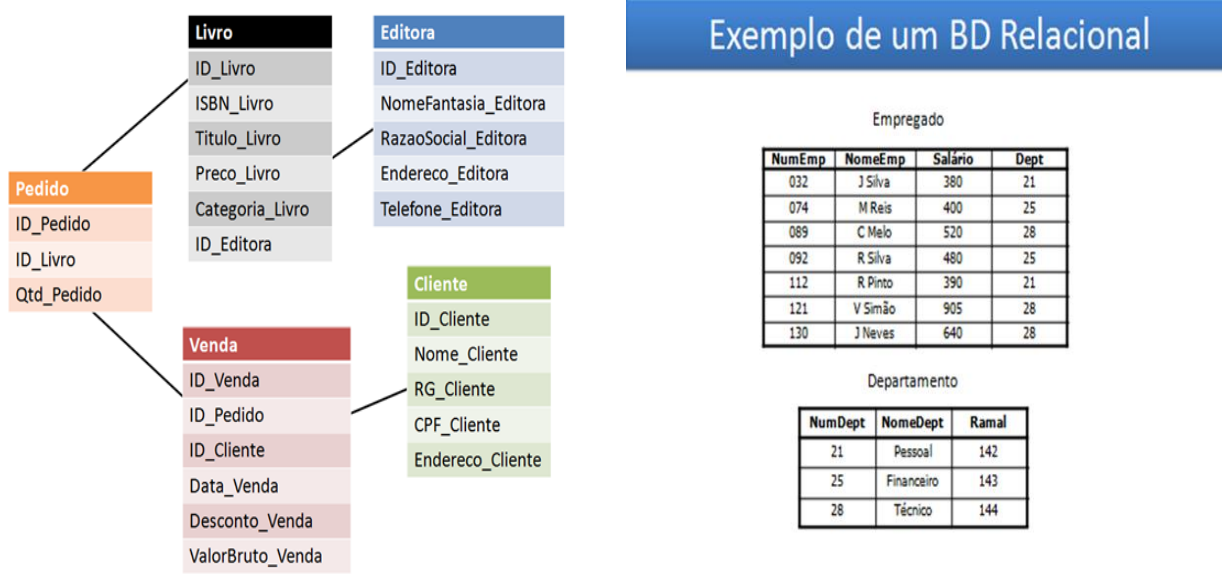 Livro
ID_Livro
ISBN_Livro
Titulo_Livro
Preco_Livro
Categoria_Livro
ID_Editora
Editora
ID_Editora
NomeFantasia_Editora
RazaoSocial_Editora
Endereco_Editora
Telefone_Editora
Pedido
ID_Pedido
ID_Livro
Qtd_Pedido
Cliente
ID_Cliente
Nome_Cliente
RG_Cliente
CPF_Cliente
Endereco_Cliente
Venda
ID_Venda
ID_Pedido
ID_Cliente
Data_Venda
Desconto_Venda
ValorBruto_Venda
Exemplo de um BD Relacional
Empregado
NumEmp NomeEmp Salário Dept
032 J Silva 380 21
074 M Reis 400 25
089 C Melo 520 28
092 R Silva 480 25
112 R Pinto 390 21
121 V Simão 905 28
130 J Neves 640 28
Departamento
NumDept NomeDept Ramal
21 Pessoal 142
25 Financeiro 143
28 Técnico 144